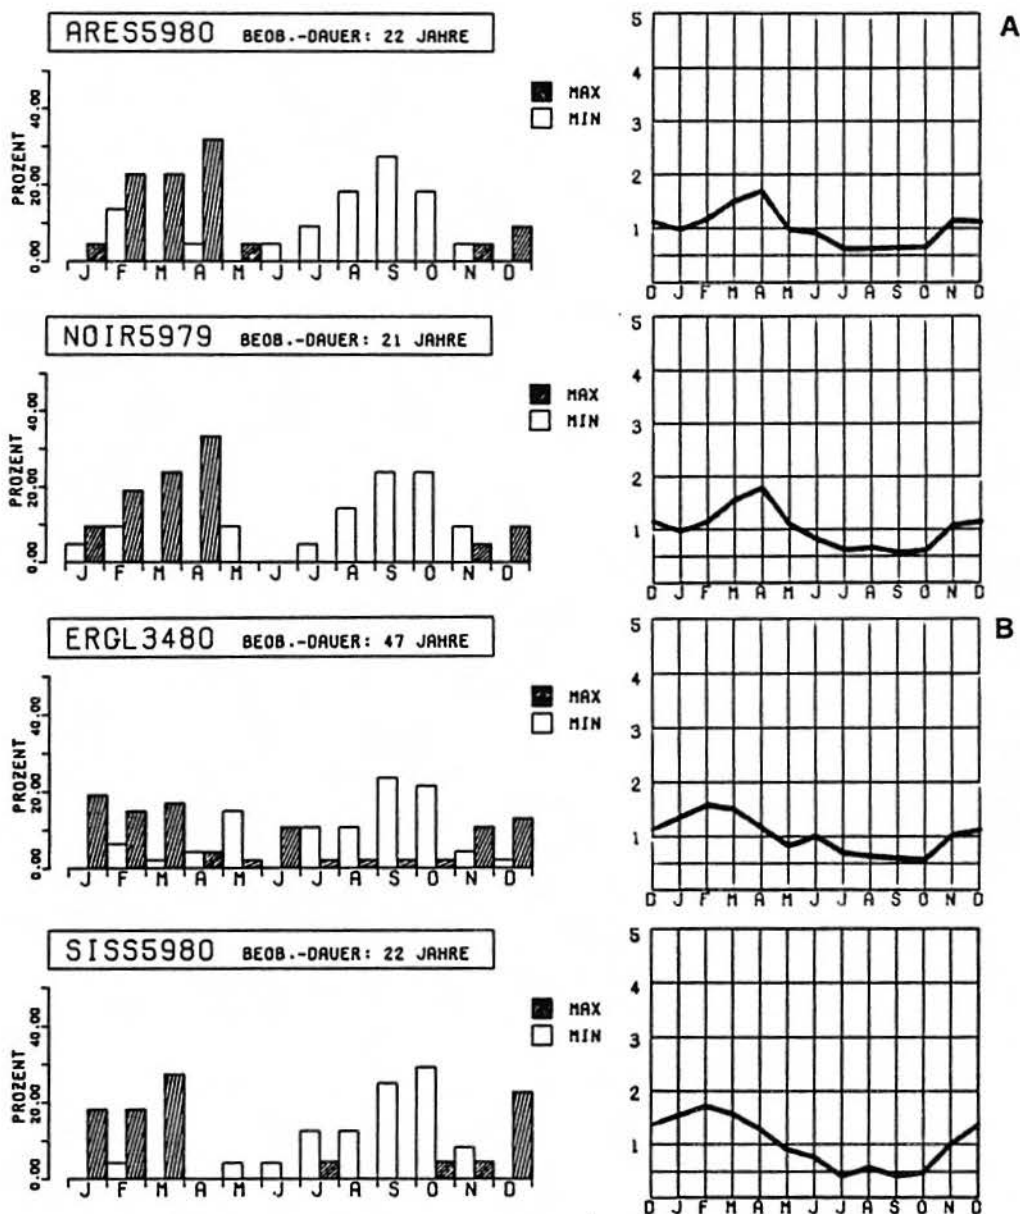 ARES5980 BEOB.-DAUER: 22 JAHRE
A
MAX
MIN
PROZENT
0.00 20.00 40.00
J F M A M J J A S O N D
5
4
3
2
1
D J F M A M J J A S O N D
NOIR5979 BEOB.-DAUER: 21 JAHRE
MAX
MIN
PROZENT
0.00 20.00 40.00
J F M A M J J A S O N D
5
4
3
2
1
D J F M A M J J A S O N D
ERGL3480 BEOB.-DAUER: 47 JAHRE
B
MAX
MIN
PROZENT
0.00 20.00 40.00
J F M A M J J A S O N D
5
4
3
2
1
D J F M A M J J A S O N D
SISS5980 BEOB.-DAUER: 22 JAHRE
MAX
MIN
PROZENT
0.00 20.00 40.00
J F M A M J J A S O N D
5
4
3
2
1
D J F M A M J J A S O N D